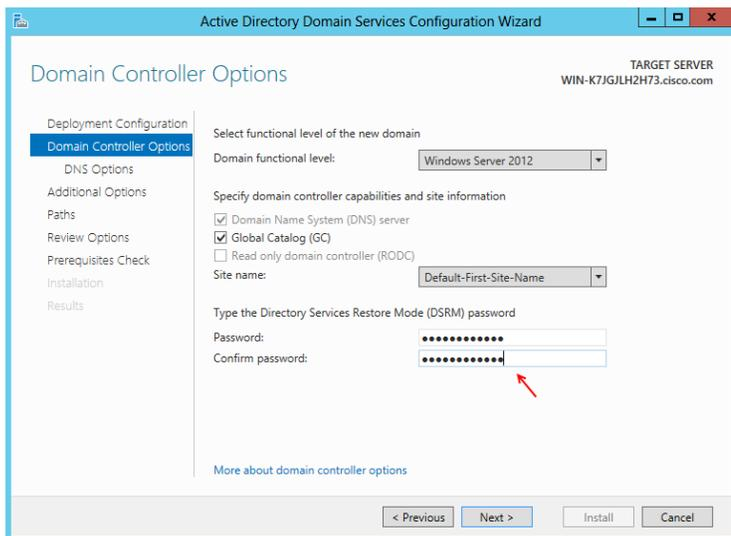 Active Directory Domain Services Configuration Wizard
Domain Controller Options
TARGET SERVER
WIN-K7JGJLH2H73.cisco.com
Deployment Configuration
Domain Controller Options
DNS Options
Additional Options
Paths
Review Options
Prerequisites Check
Installation
Results
Select functional level of the new domain
Domain functional level: Windows Server 2012
Specify domain controller capabilities and site information
Domain Name System (DNS) server
Global Catalog (GC)
Read only domain controller (RODC)
Site name: Default-First-Site-Name
Type the Directory Services Restore Mode (DSRM) password
Password: ●●●●●●●●●●●●
Confirm password: ●●●●●●●●●●●●
More about domain controller options
< Previous Next > Install Cancel